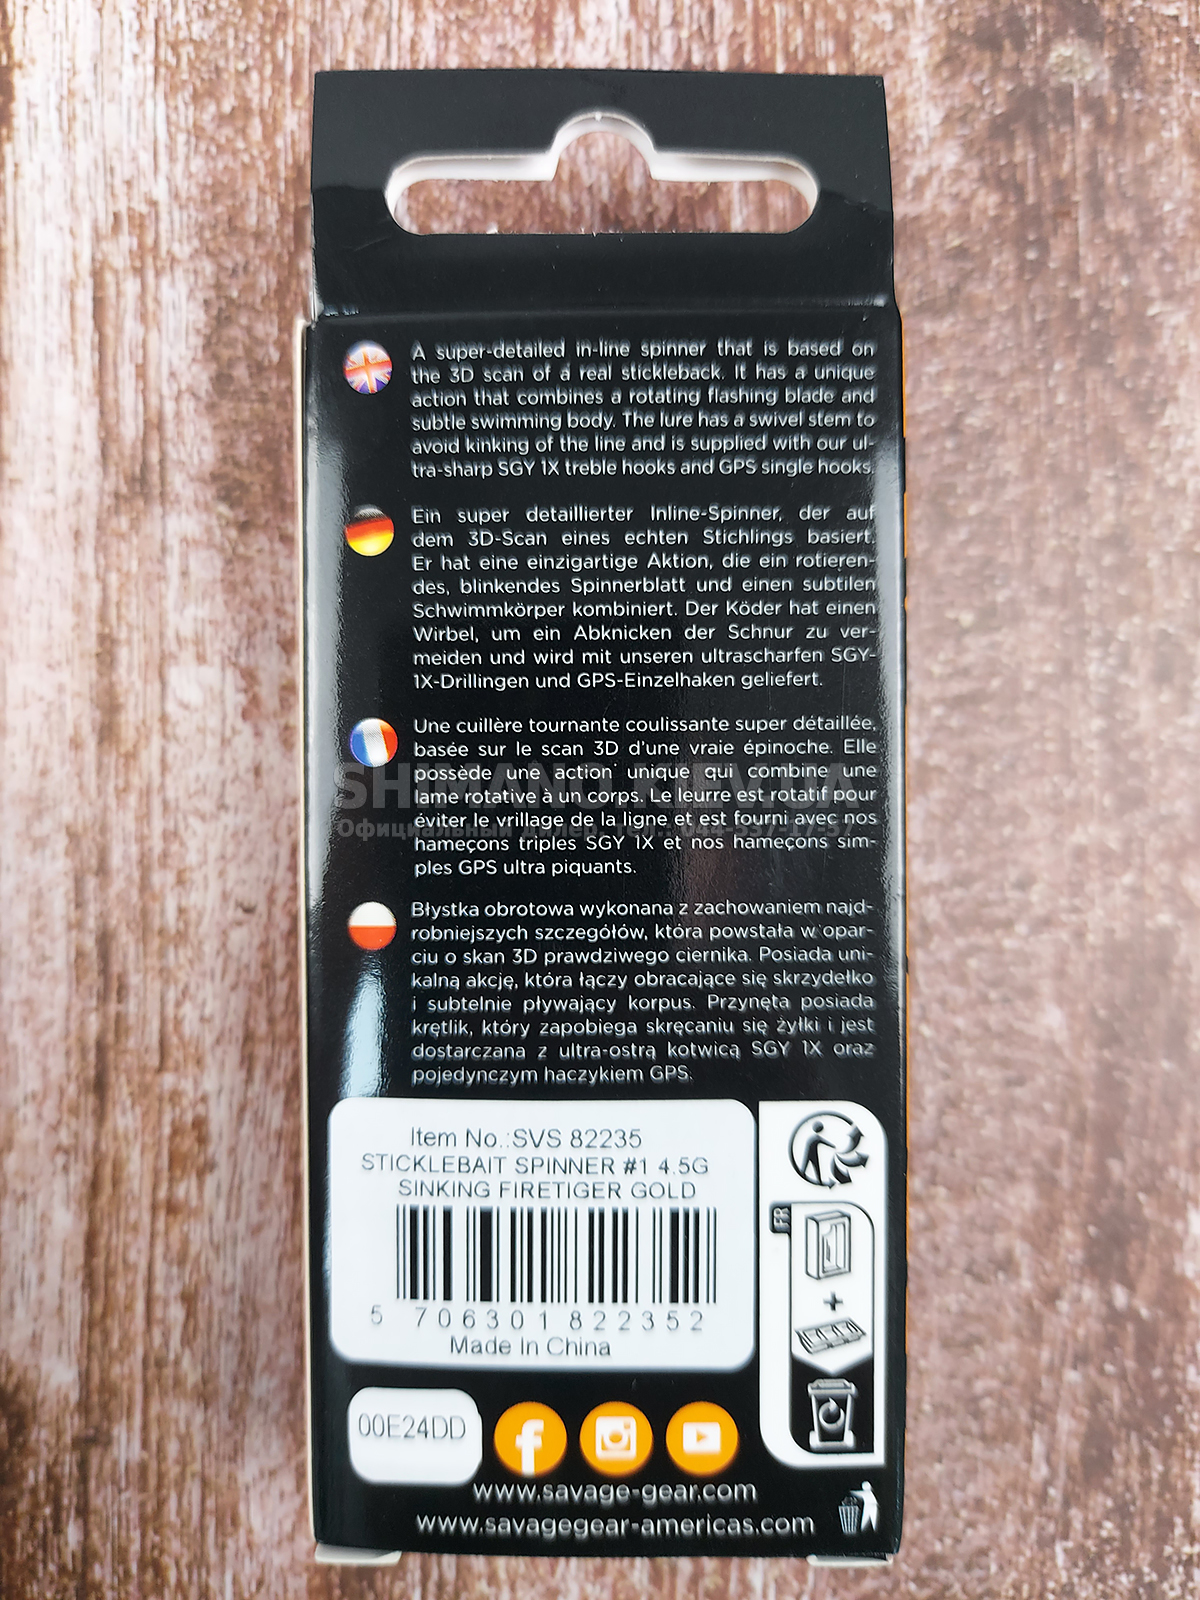 A super-detailed in-line spinner that is based on
the 3D scan of a real stickleback. It has a unique
action that combines a rotating flashing blade and
subtle swimming body. The lure has a swivel stem to
avoid kinking of the line and is supplied with our ul-
tra-sharp SGY 1X treble hooks and GPS single hooks.
Ein super detaillierter Inline-Spinner, der auf
dem 3D-Scan eines echten Stichlings basiert.
Er hat eine einzigartige Aktion, die ein rotieren-
des, blinkendes Spinnerblatt und einen subtilen
Schwimmkörper kombiniert. Der Köder hat einen
Wirbel, um ein Abknicken der Schnur zu ver-
meiden und wird mit unseren ultrascharfen SGY-
1X-Drillingen und GPS-Einzelhaken geliefert.
Une cuillère tournante coulissante super détaillée,
basée sur le scan 3D d'une vraie épinoche. Elle
possède une action unique qui combine une
lame rotative à un corps. Le leurre est rotatif pour
éviter le vrillage de la ligne et est fourni avec nos
hameçons triples SGY 1X et nos hameçons sim-
ples GPS ultra piquants.
SHIMANO.KIEV.UA
Официальный дилер. тел.: 044-537-17-37
Błystka obrotowa wykonana z zachowaniem najd-
robniejszych szczegółów, która powstała w opar-
ciu o skan 3D prawdziwego ciernika. Posiada uni-
kalną akcję, która łączy obracające się skrzydełko
i subtelnie pływający korpus. Przynęta posiada
krętlik, który zapobiega skręcaniu się żyłki i jest
dostarczana z ultra-ostrą kotwicą SGY 1X oraz
pojedynczym haczykiem GPS.
Item No.:SVS 82235
STICKLEBAIT SPINNER #1 4.5G
SINKING FIRETIGER GOLD
5 706301 822352
Made In China
FR
+
00E24DD
www.savage-gear.com
www.savagegear-americas.com